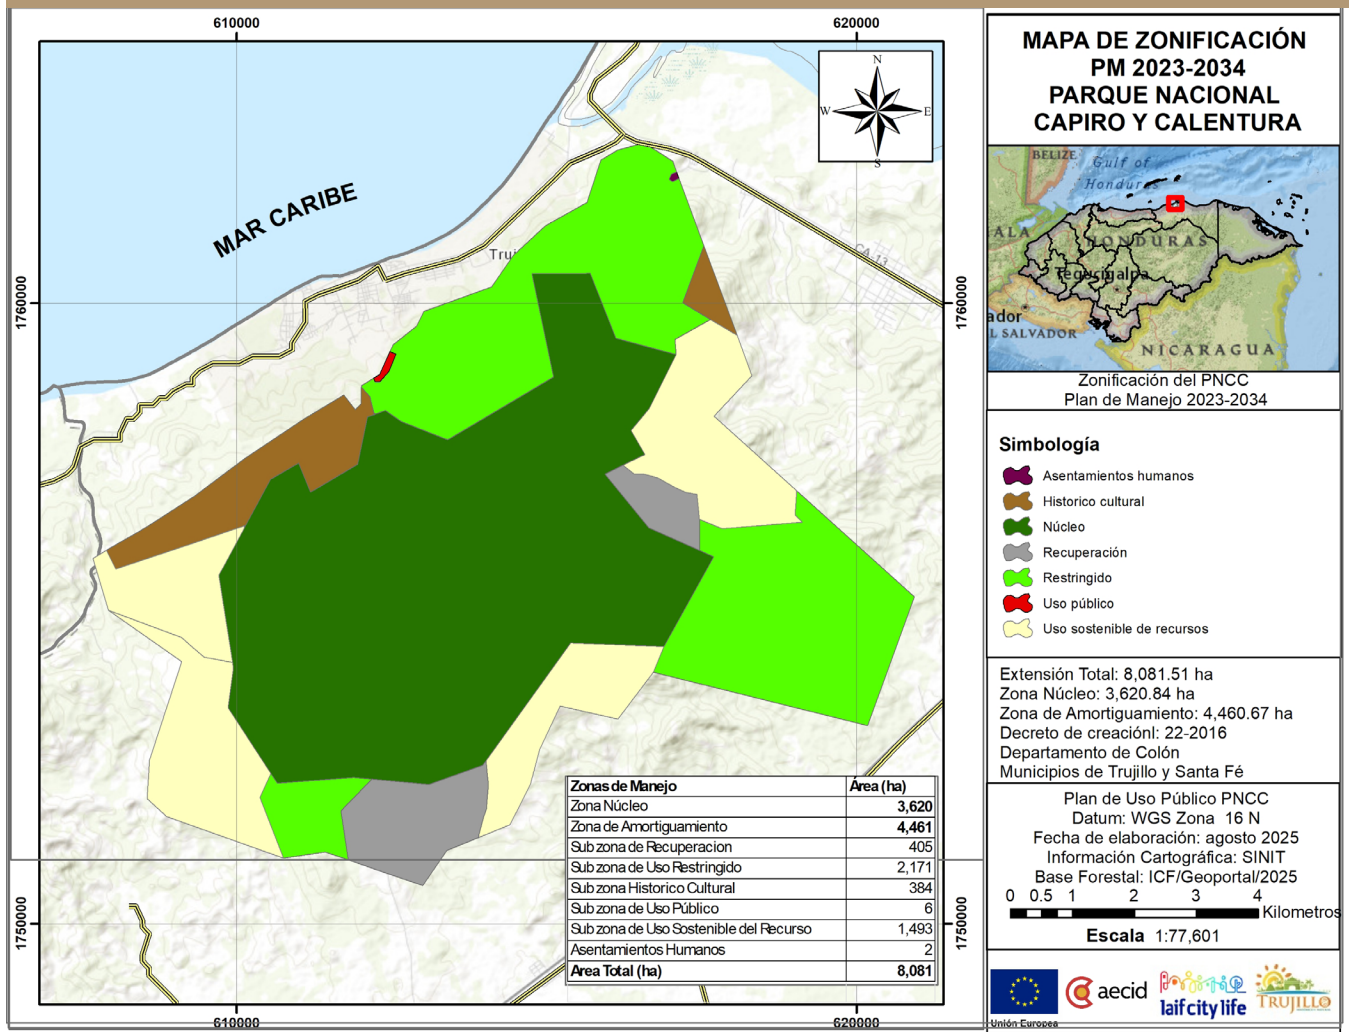 610000
620000
N
W
E
S
MAR CARIBE
Truj
CA-13
1760000
1760000
1750000
1750000
610000
620000
Zonas de Manejo Área (ha)
Zona Núcleo 3,620
Zona de Amortiguamiento 4,461
Sub zona de Recuperacion 405
Sub zona de Uso Restringido 2,171
Sub zona Historico Cultural 384
Sub zona de Uso Público 6
Sub zona de Uso Sostenible del Recurso 1,493
Asentamientos Humanos 2
Area Total (ha) 8,081
MAPA DE ZONIFICACIÓN
PM 2023-2034
PARQUE NACIONAL
CAPIRO Y CALENTURA
BELIZE
Gulf of
Honduras
ALA
HONDURAS
Tegucigalpa
ador
L SALVADOR
NICARAGUA
Zonificación del PNCC
Plan de Manejo 2023-2034
Simbología
Asentamientos humanos
Historico cultural
Núcleo
Recuperación
Restringido
Uso público
Uso sostenible de recursos
Extensión Total: 8,081.51 ha
Zona Núcleo: 3,620.84 ha
Zona de Amortiguamiento: 4,460.67 ha
Decreto de creaciónl: 22-2016
Departamento de Colón
Municipios de Trujillo y Santa Fé
Plan de Uso Público PNCC
Datum: WGS Zona 16 N
Fecha de elaboración: agosto 2025
Información Cartográfica: SINIT
Base Forestal: ICF/Geoportal/2025
0 0.5 1 2 3 4
Kilometros
Escala 1:77,601
Unión Europea
aecid
laif city life
TRUJILLO